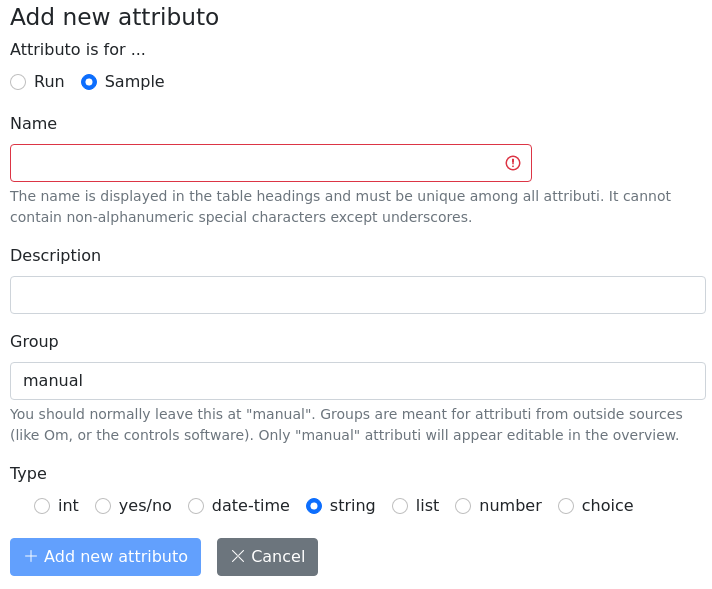 Add new attributo
Attributo is for ...
Run Sample
Name
The name is displayed in the table headings and must be unique among all attributi. It cannot
contain non-alphanumeric special characters except underscores.
Description
Group
manual
You should normally leave this at "manual". Groups are meant for attributi from outside sources
(like Om, or the controls software). Only "manual" attributi will appear editable in the overview.
Type
int yes/no date-time string list number choice
Add new attributo Cancel